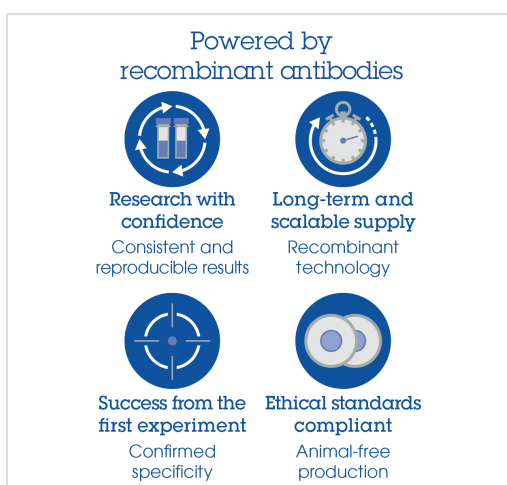 Powered by
recombinant antibodies
Research with
confidence
Consistent and
reproducible results
Long-term and
scalable supply
Recombinant
technology
Success from the
first experiment
Confirmed
specificity
Ethical standards
compliant
Animal-free
production